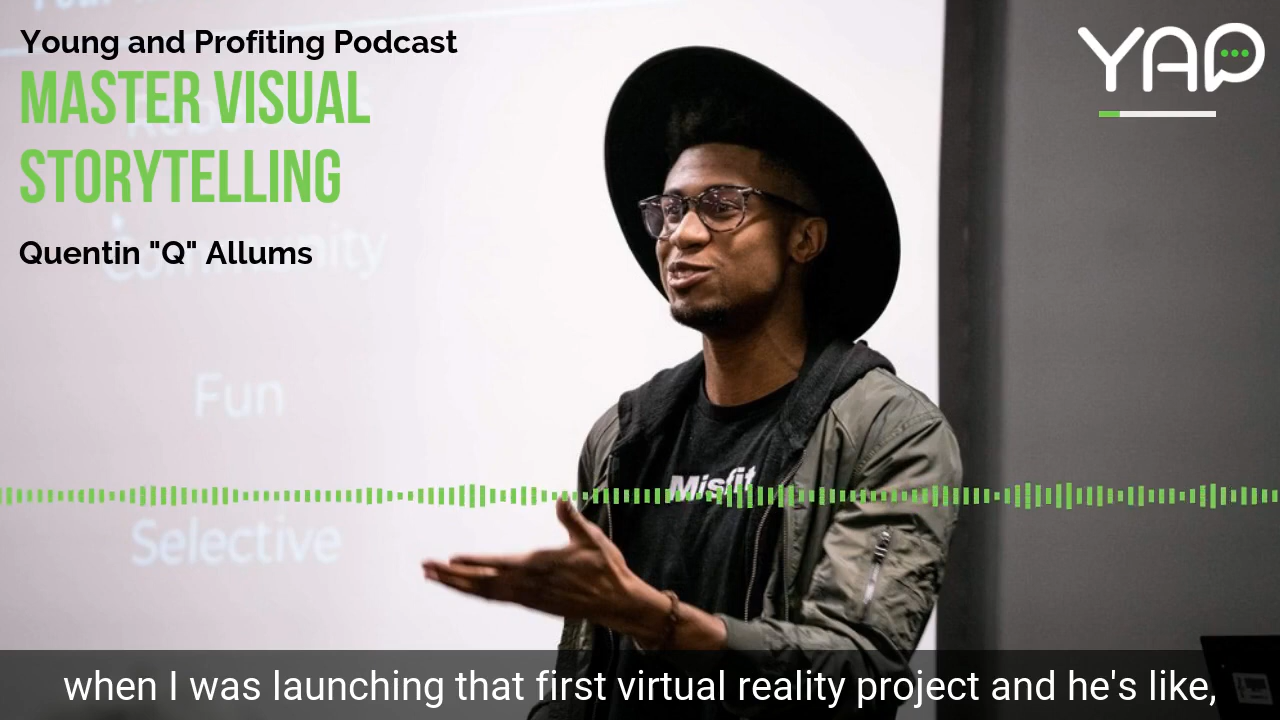 Young and Profiting Podcast
MASTER VISUAL
STORYTELLING
Quentin "Q" Allums
YAP
Fun
Selective
Misfit
when I was launching that first virtual reality project and he's like,